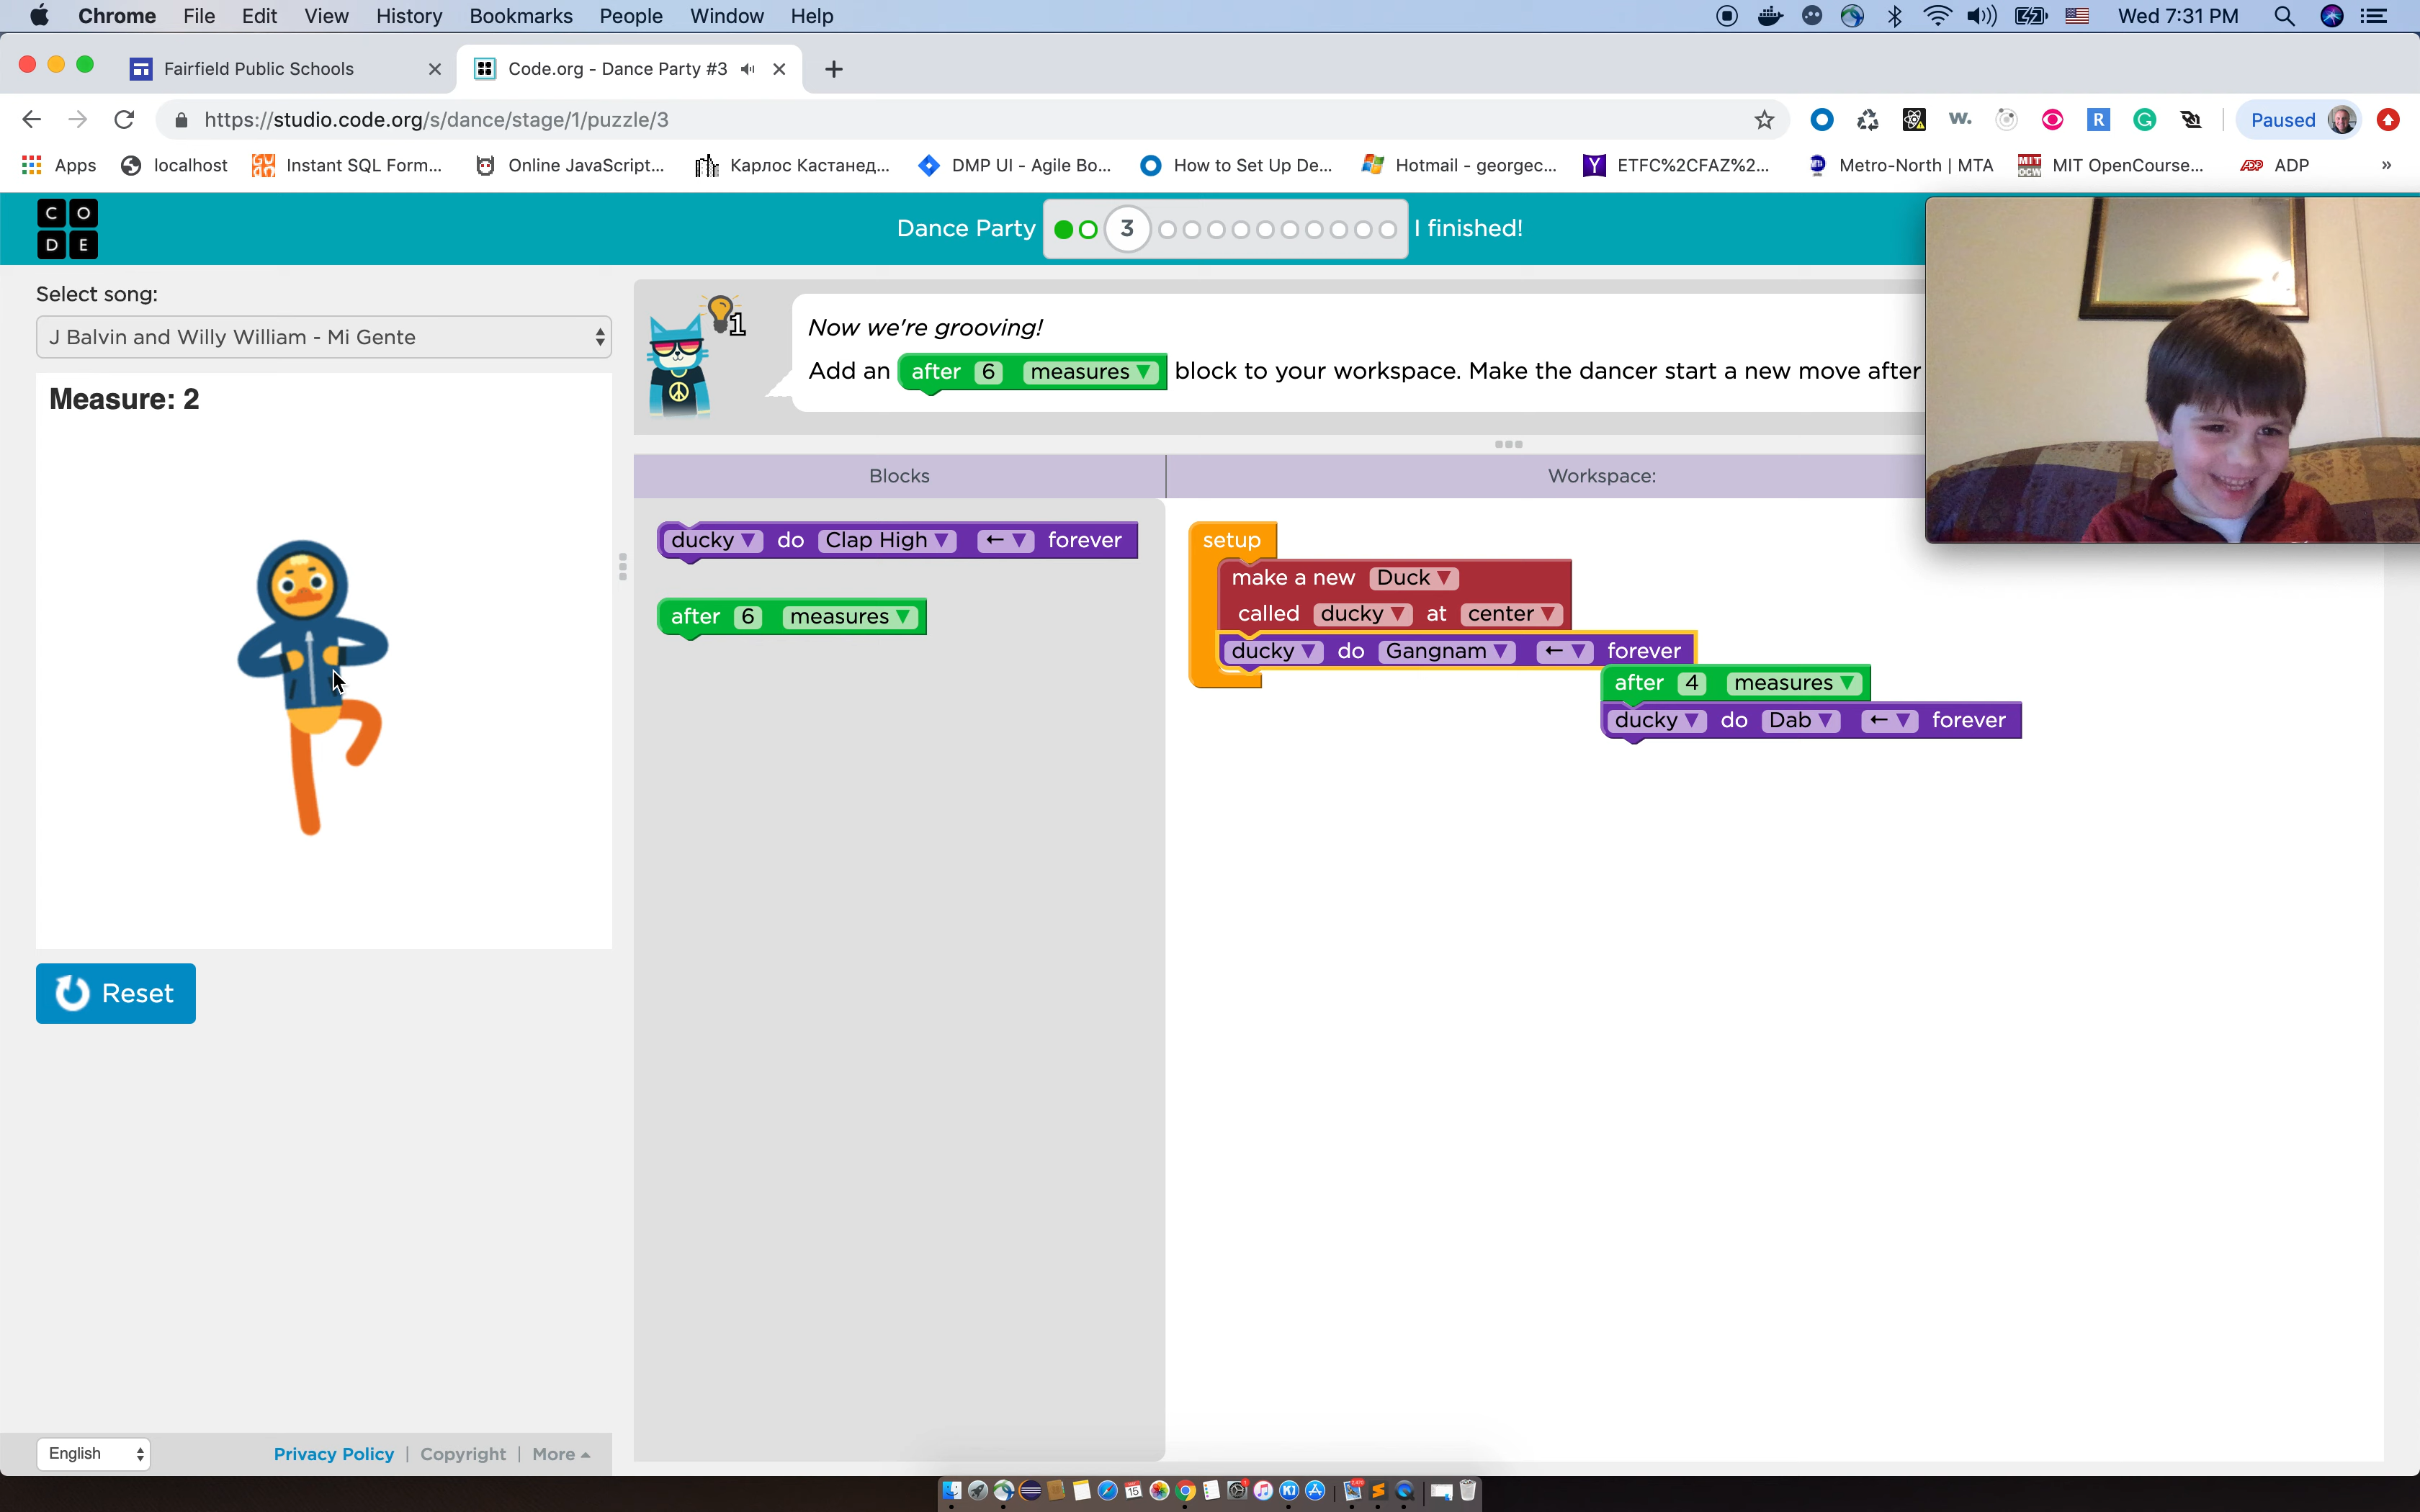 Chrome File Edit View History Bookmarks People Window Help Wed 7:31 PM
Fairfield Public Schools Code.org - Dance Party #3
https://studio.code.org/s/dance/stage/1/puzzle/3 W. R G Paused
Apps localhost Instant SQL Form... Online JavaScript... Карлос Кастанед... DMP UI - Agile Bo... How to Set Up De... Hotmail - georgec... Y ETFC%2CFAZ%2... Metro-North | MTA MIT OpenCourse... ADP »
C O
D E
Dance Party 3 I finished!
Select song:
J Balvin and Willy William - Mi Gente
Measure: 2
1
Now we're grooving!
Add an after 6 measures ▼ block to your workspace. Make the dancer start a new move after
Blocks Workspace:
ducky ▼ do Clap High ▼ ← ▼ forever
after 6 measures ▼
setup
make a new Duck ▼
called ducky ▼ at center ▼
ducky ▼ do Gangnam ▼ ← ▼ forever
after 4 measures ▼
ducky ▼ do Dab ▼ ← ▼ forever
Reset
English Privacy Policy | Copyright | More